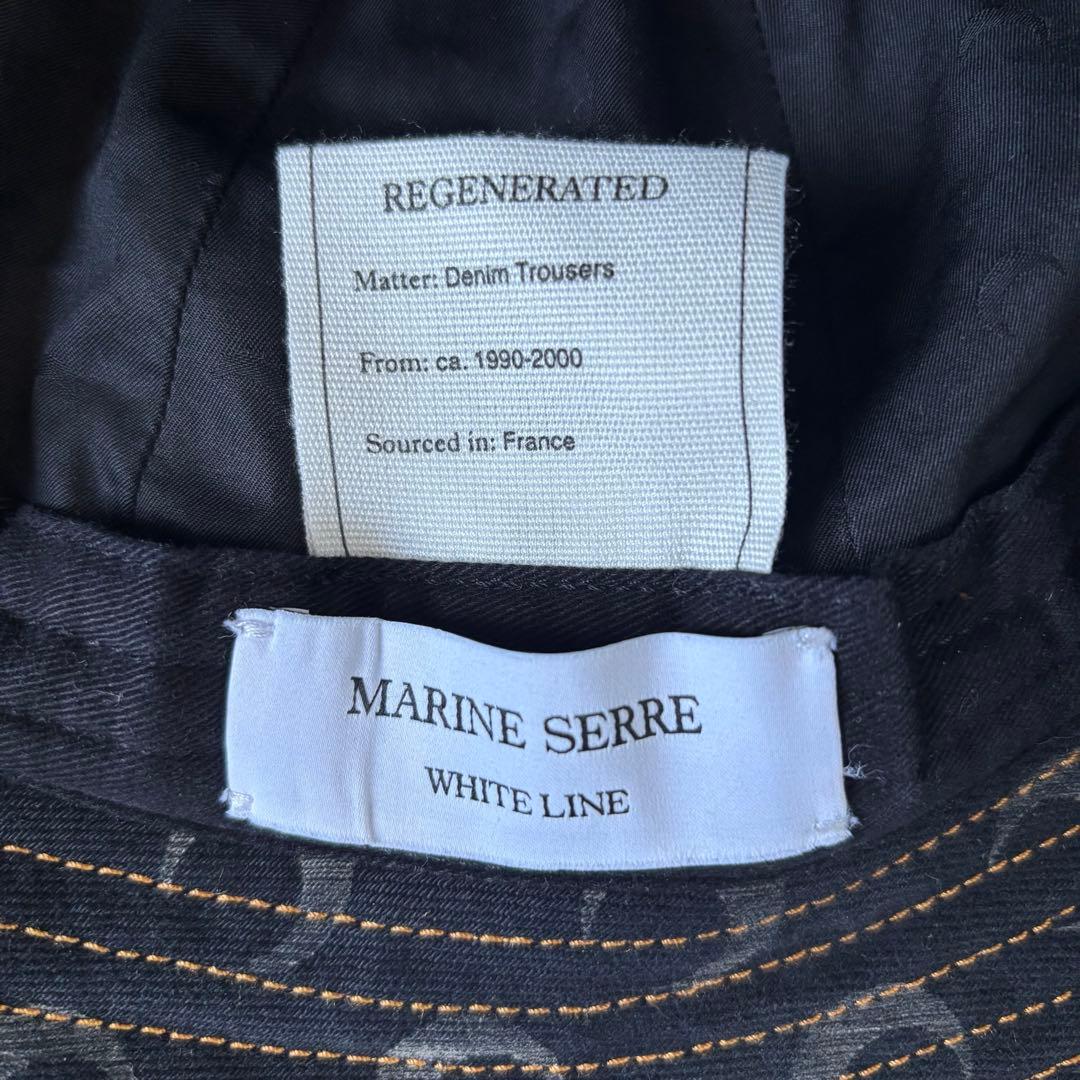 REGENERATED
Matter: Denim Trousers
From: ca. 1990-2000
Sourced in: France
MARINE SERRE
WHITE LINE